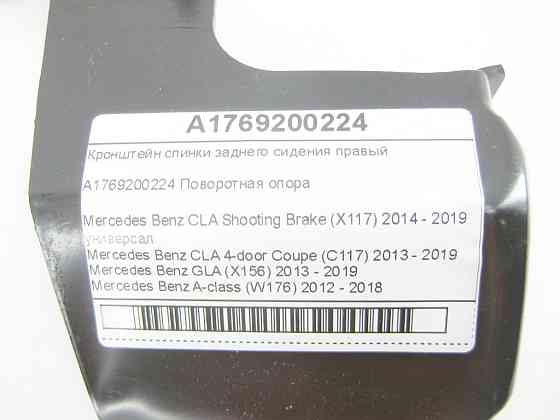 A1769200224
Кронштейн спинки заднего сидения правый
A1769200224 Поворотная опора
Mercedes Benz CLA Shooting Brake (X117) 2014 - 2019
универсал
Mercedes Benz CLA 4-door Coupe (C117) 2013 - 2019
Mercedes Benz GLA (X156) 2013 - 2019
Mercedes Benz A-class (W176) 2012 - 2018